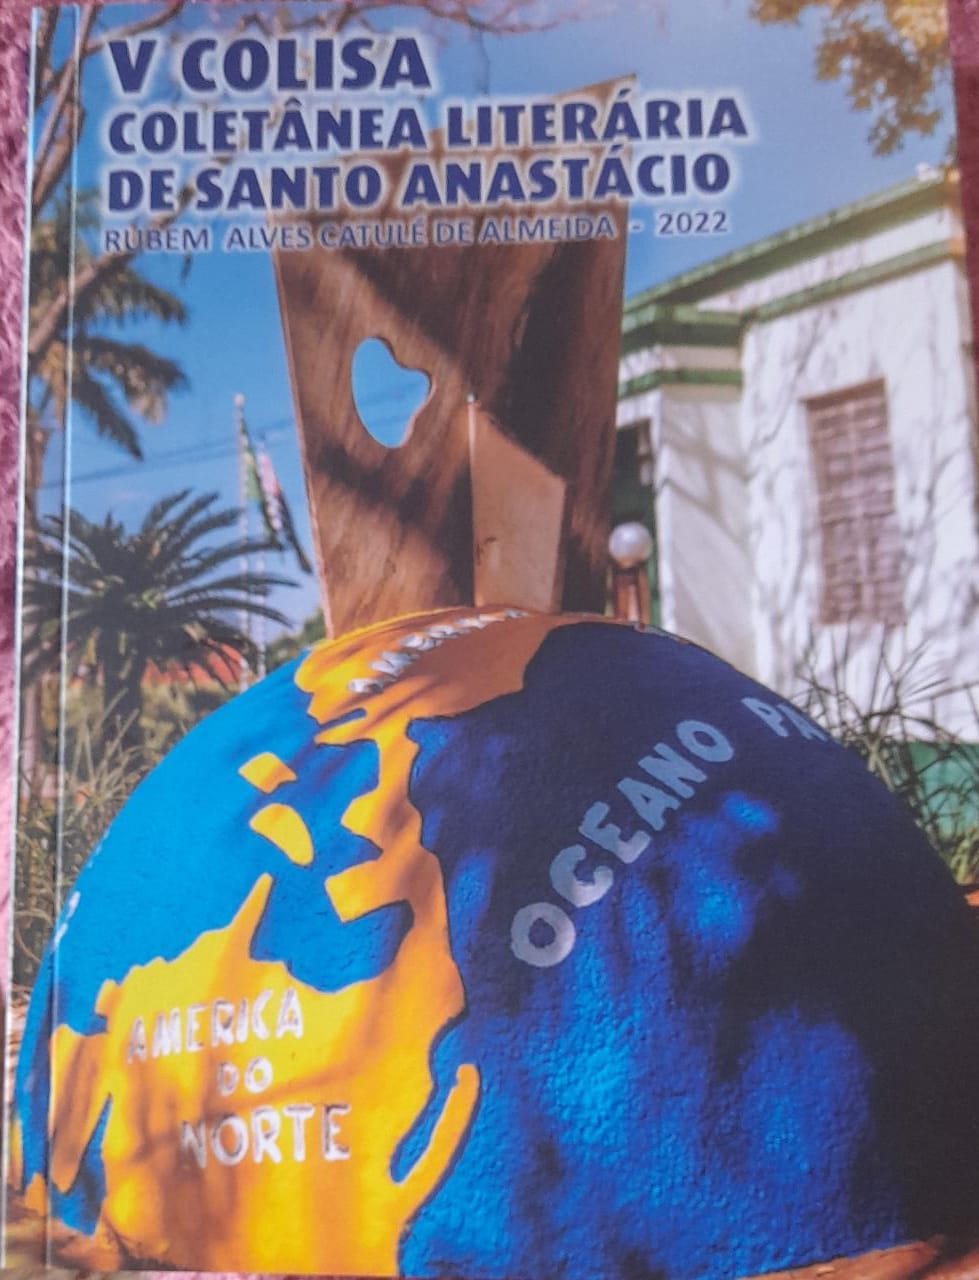 V COLISA
COLETÂNEA LITERÁRIA
DE SANTO ANASTÁCIO
RUBEM ALVES CATULÉ DE ALMEIDA - 2022
OCEANO
AMERICA
DO
NORTE